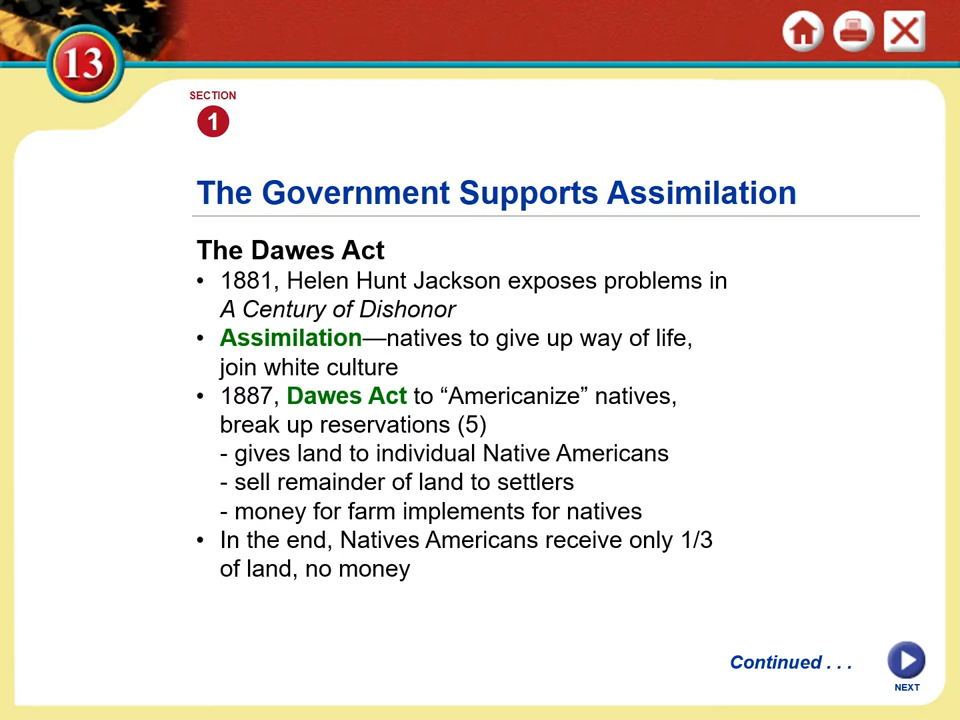 13
SECTION
1
The Government Supports Assimilation
The Dawes Act
• 1881, Helen Hunt Jackson exposes problems in
A Century of Dishonor
• Assimilation—natives to give up way of life,
join white culture
• 1887, Dawes Act to “Americanize” natives,
break up reservations (5)
- gives land to individual Native Americans
- sell remainder of land to settlers
- money for farm implements for natives
• In the end, Natives Americans receive only 1/3
of land, no money
Continued . . .
NEXT